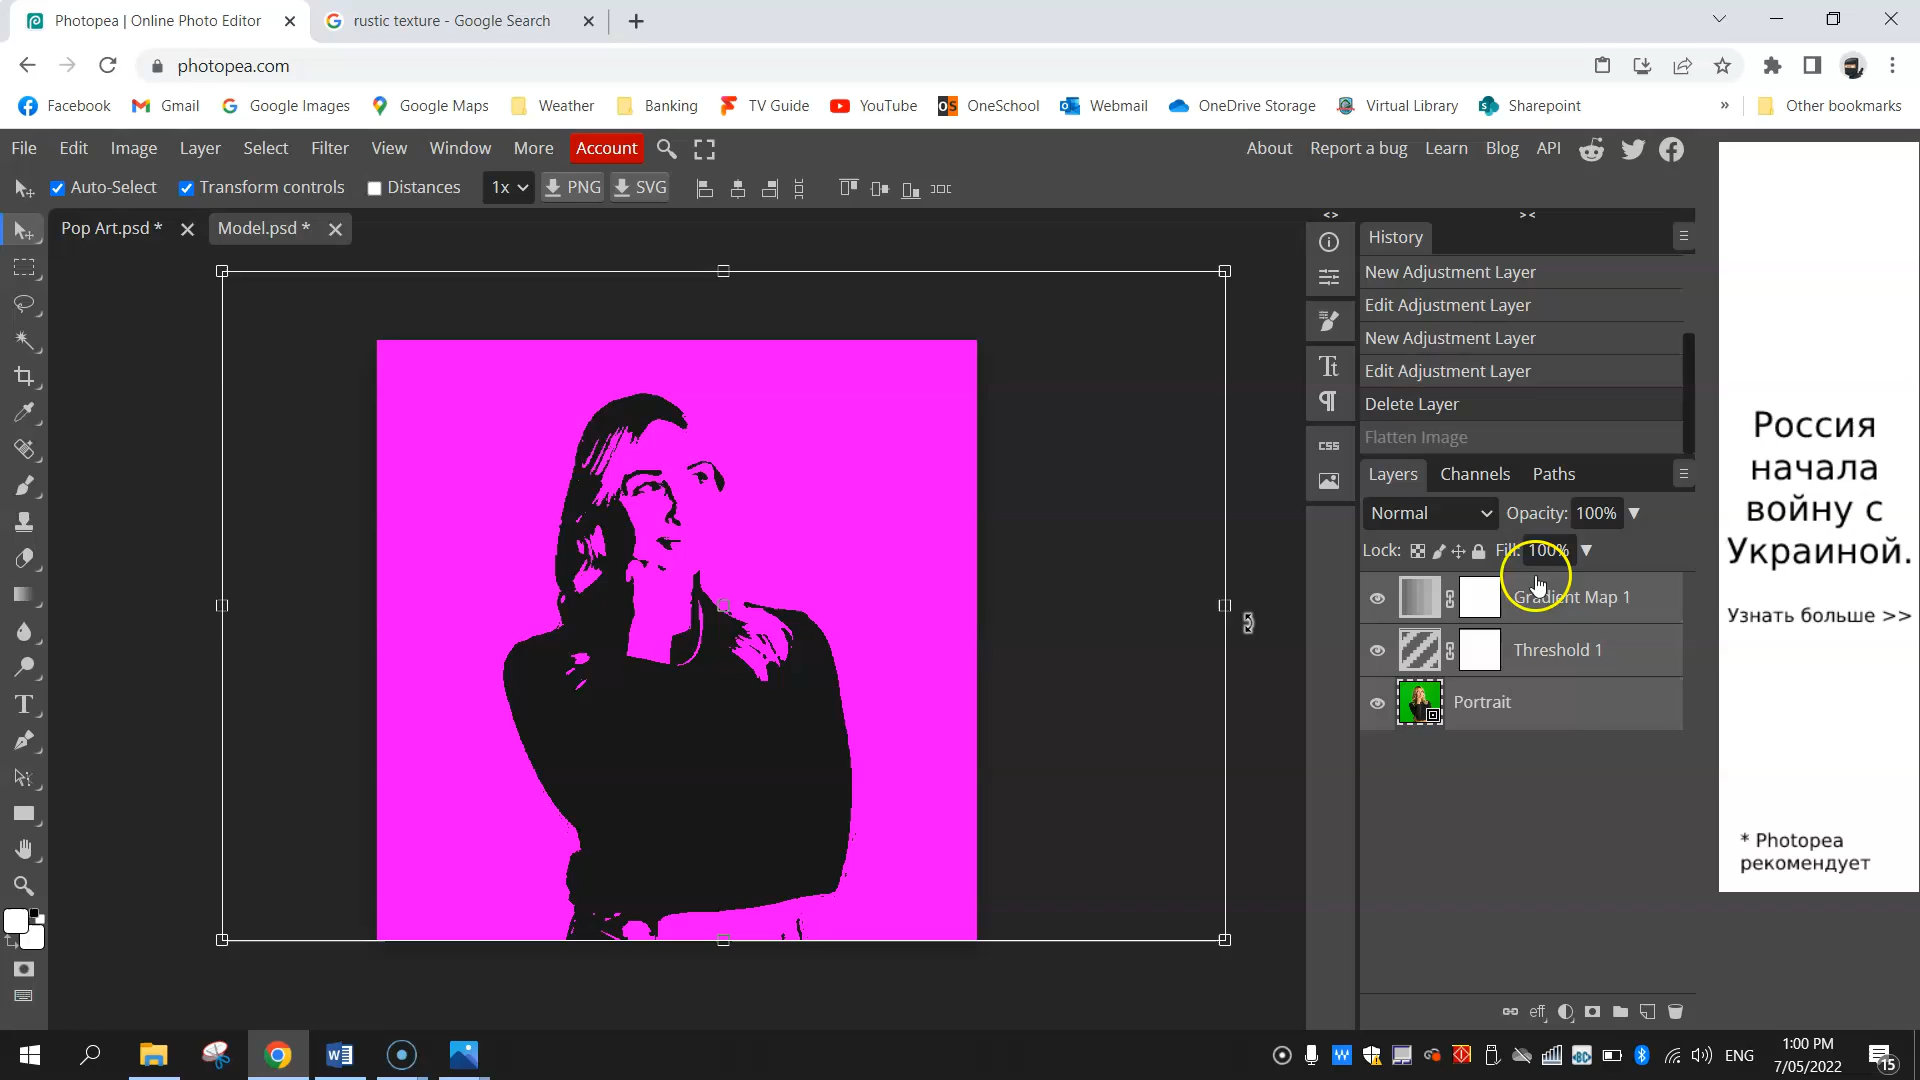 Photopea | Online Photo Editor
rustic texture - Google Search
photopea.com
Facebook Gmail Google Images Google Maps Weather Banking TV Guide YouTube OneSchool Webmail OneDrive Storage Virtual Library Sharepoint » Other bookmarks
File Edit Image Layer Select Filter View Window More Account About Report a bug Learn Blog API
Auto-Select Transform controls Distances 1x PNG SVG
Pop Art.psd * Model.psd *
History
New Adjustment Layer
Edit Adjustment Layer
New Adjustment Layer
Edit Adjustment Layer
Delete Layer
Flatten Image
Layers Channels Paths
Normal Opacity: 100%
Lock: Fill: 100%
Gradient Map 1
Threshold 1
Portrait
CSS
eff
Россия
начала
войну с
Украиной.
Узнать больше >>
* Photopea
рекомендует
ENG
1:00 PM
7/05/2022
15